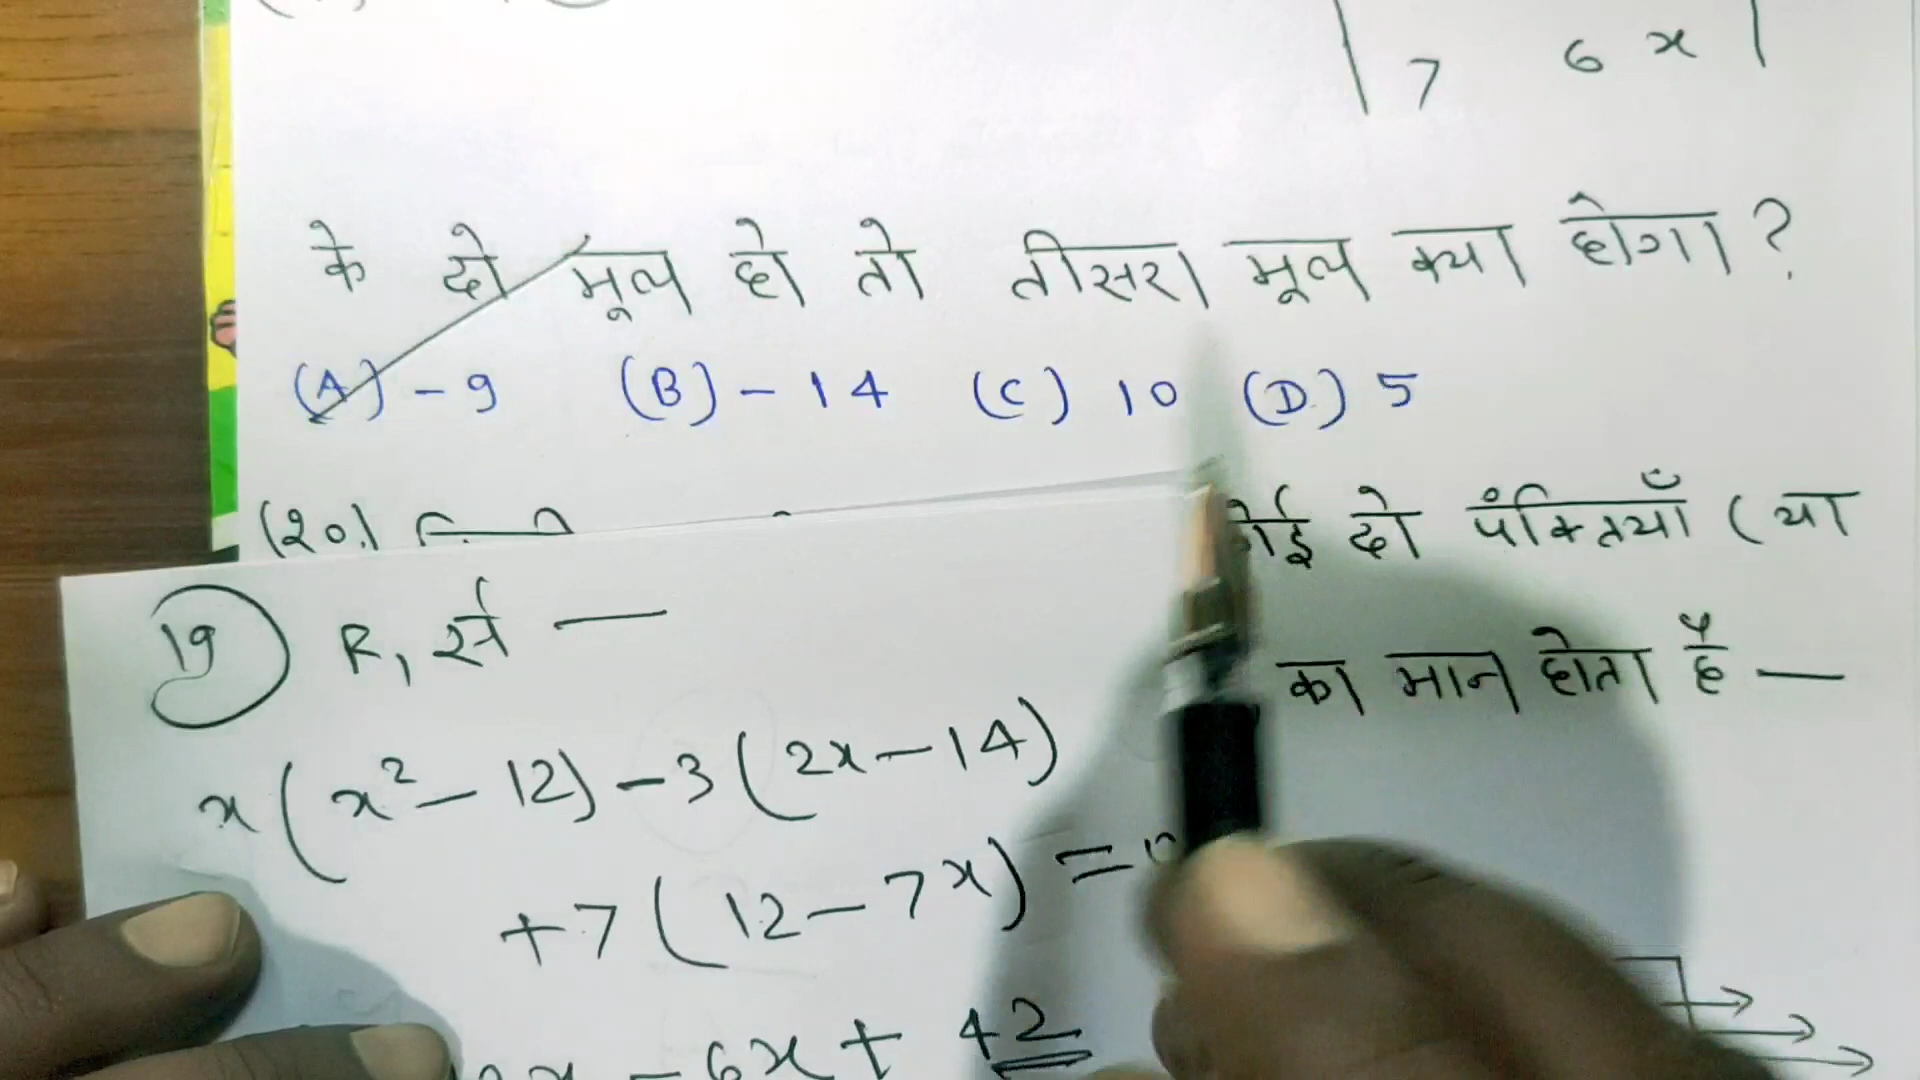 7 6 x
के दो मूल हो तो तीसरा मूल क्या होगा ?
(A) - 9 (B) - 14 (C) 10 (D) 5
(20) दो पंक्तियाँ (या
का मान होता है —
19 R₁ से —
x(x² - 12) - 3(2x - 14)
+ 7(12 - 7x) =
- 6x + 42